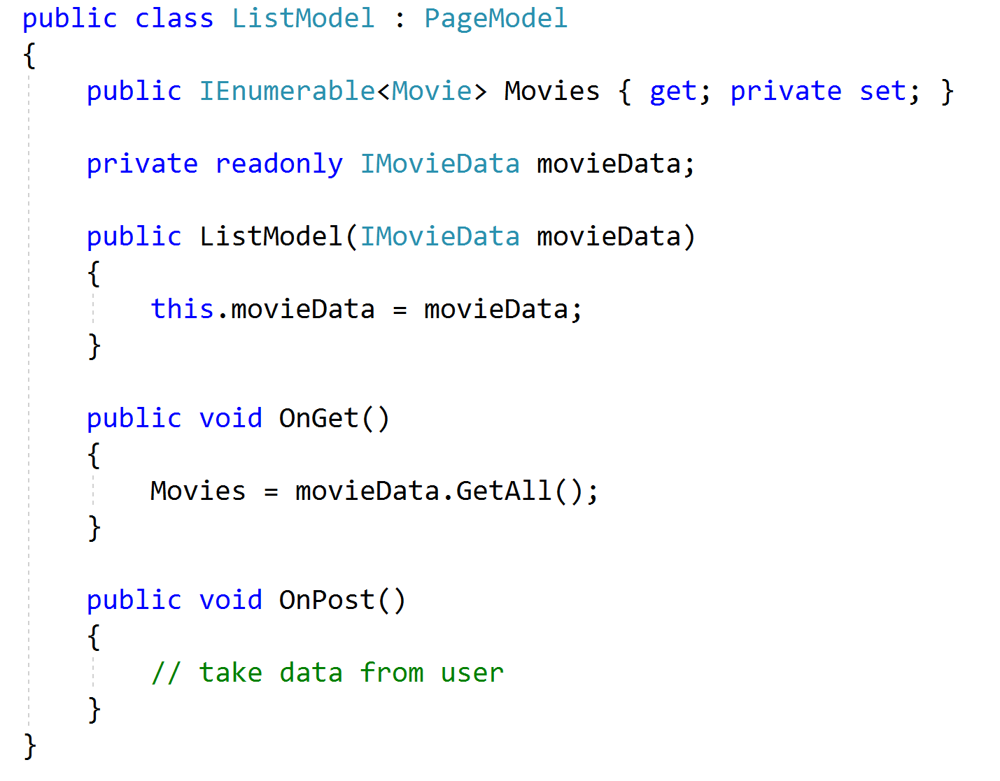 public class ListModel : PageModel
{
    public IEnumerable<Movie> Movies { get; private set; }

    private readonly IMovieData movieData;

    public ListModel(IMovieData movieData)
    {
        this.movieData = movieData;
    }

    public void OnGet()
    {
        Movies = movieData.GetAll();
    }

    public void OnPost()
    {
        // take data from user
    }
}